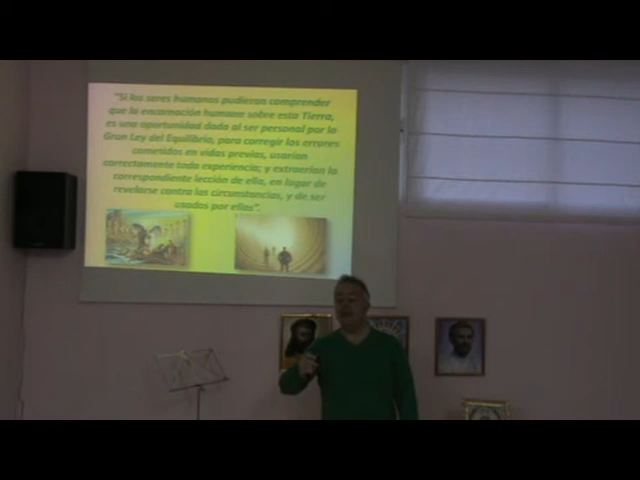 "Si los seres humanos pudieran comprender
que la encarnación humana sobre esta Tierra,
es una oportunidad dada al ser personal por la
Gran Ley del Equilibrio, para corregir los errores
cometidos en vidas previas, usarían
correctamente toda experiencia; y extraerían la
correspondiente lección de ella, en lugar de
revelarse contra las circunstancias, y de ser
usados por ellas".